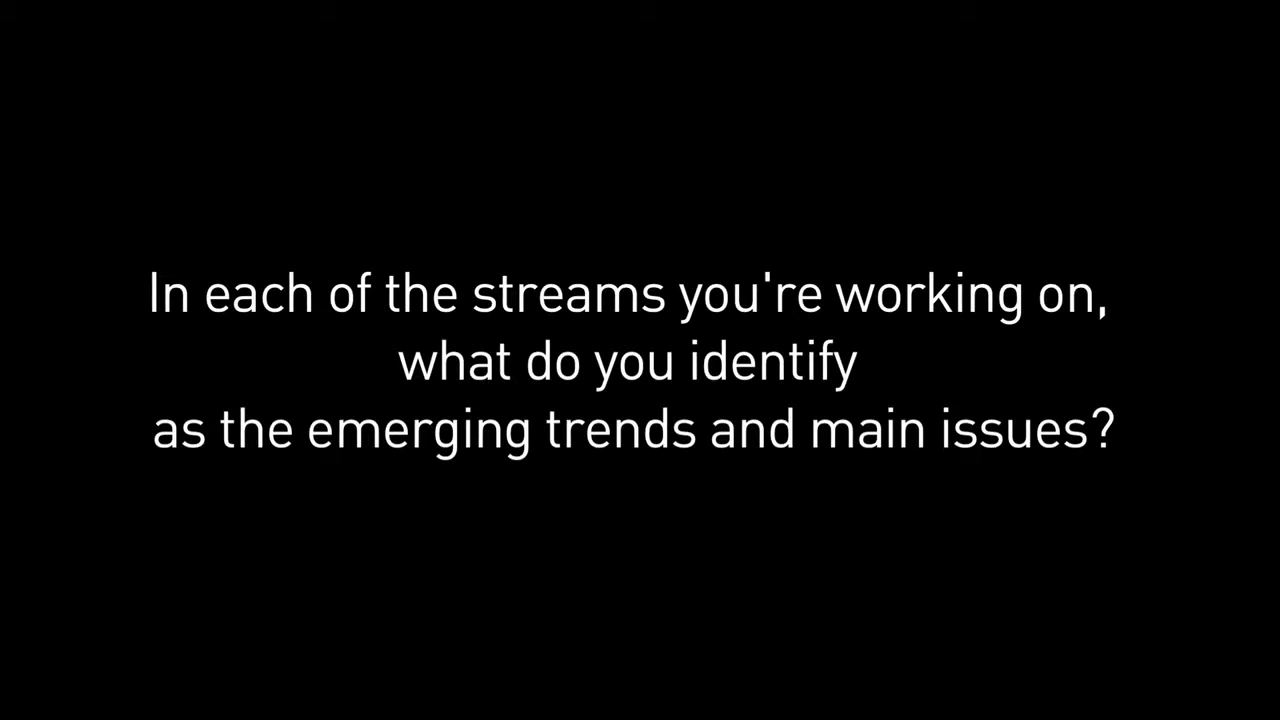 In each of the streams you're working on,
what do you identify
as the emerging trends and main issues?